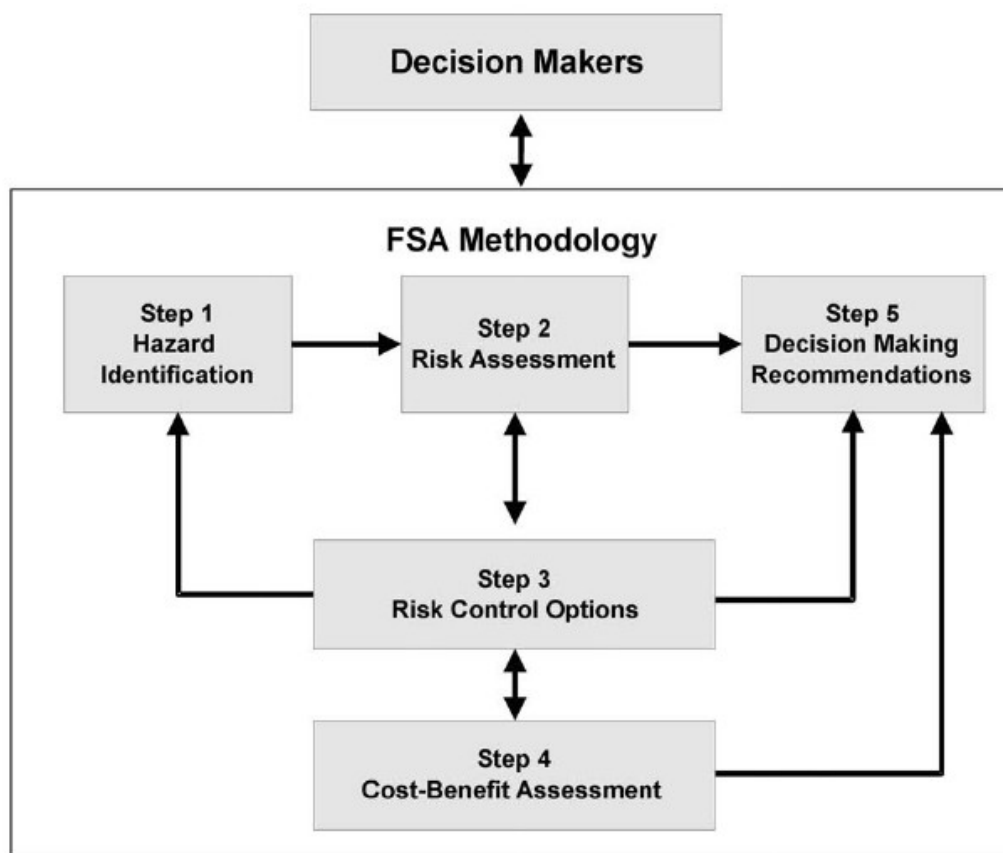 Decision Makers
FSA Methodology
Step 1
Hazard
Identification
Step 2
Risk Assessment
Step 5
Decision Making
Recommendations
Step 3
Risk Control Options
Step 4
Cost-Benefit Assessment